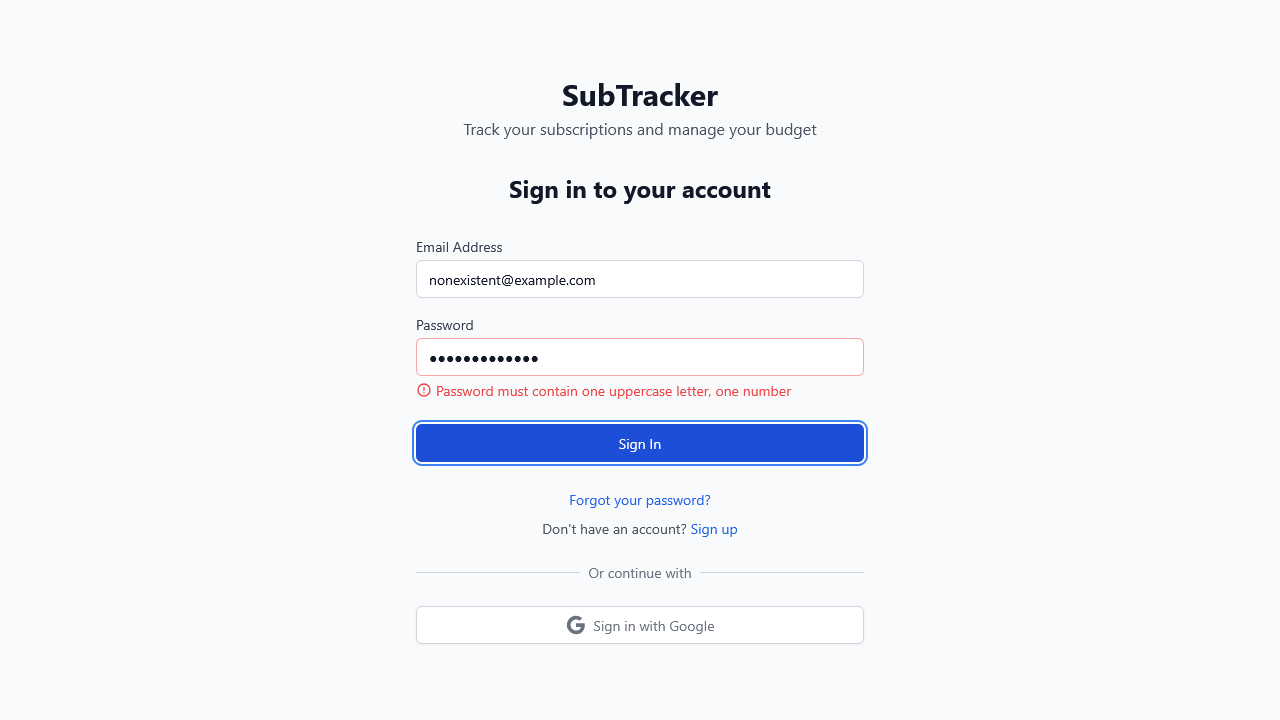 SubTracker
Track your subscriptions and manage your budget
Sign in to your account
Email Address
nonexistent@example.com
Password
●●●●●●●●●●●●●
Password must contain one uppercase letter, one number
Sign In
Forgot your password?
Don't have an account? Sign up
Or continue with
Sign in with Google